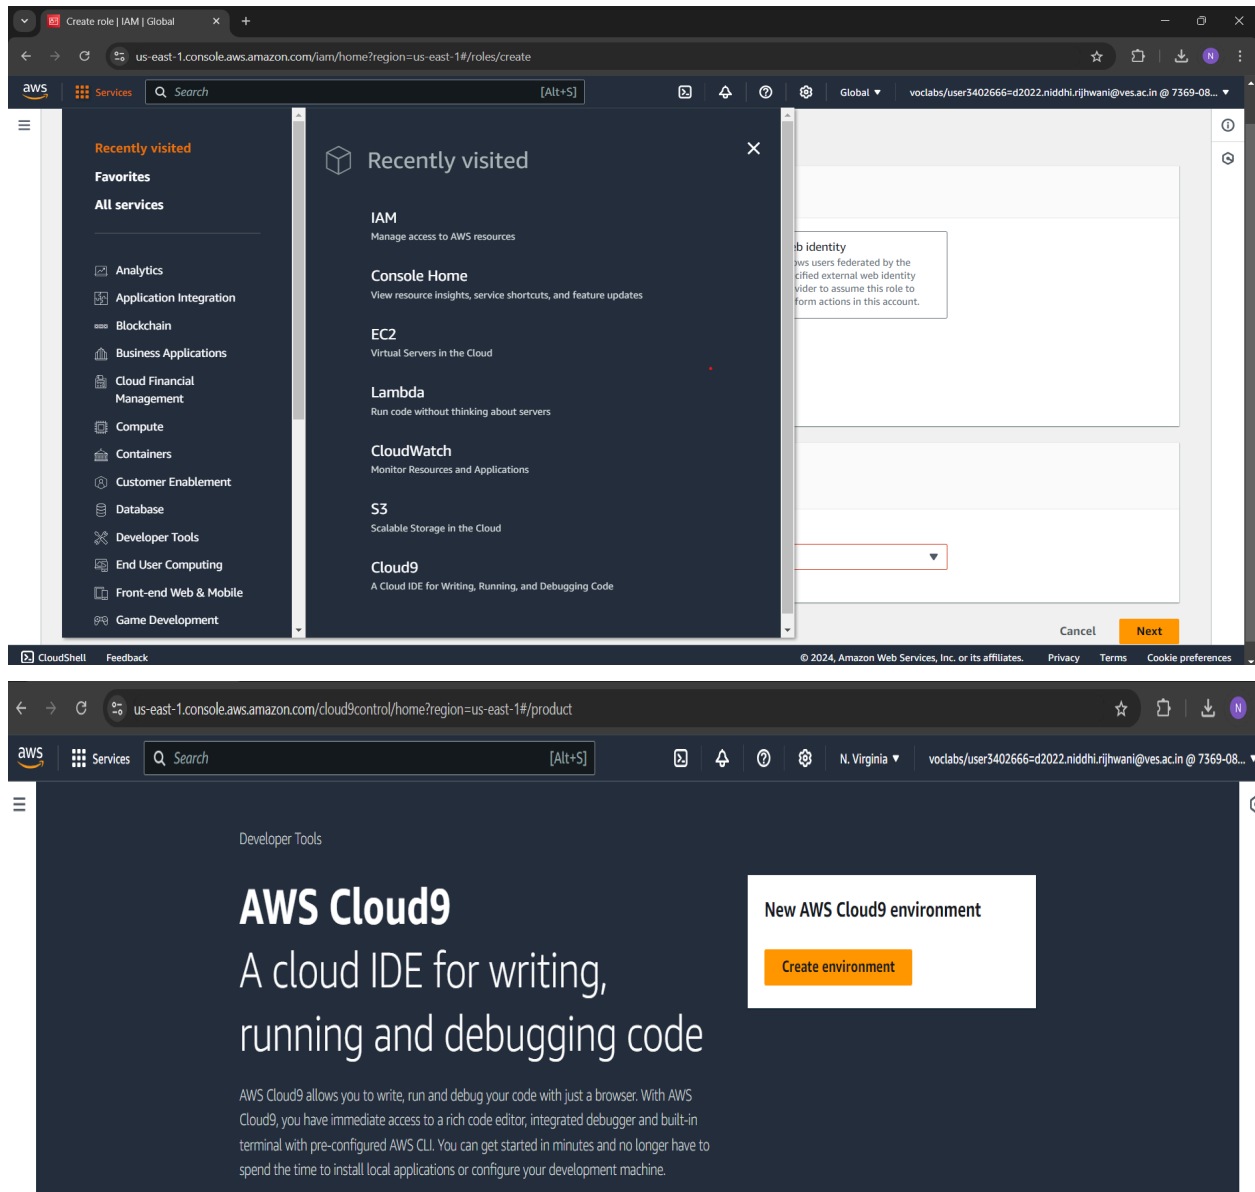 Create role | IAM | Global
us-east-1.console.aws.amazon.com/iam/home?region=us-east-1#/roles/create
N
aws
Services
Search
[Alt+S]
Global ▼
voclabs/user3402666=d2022.niddhi.rijhwani@ves.ac.in @ 7369-08... ▼
Recently visited
Favorites
All services
Analytics
Application Integration
Blockchain
Business Applications
Cloud Financial
Management
Compute
Containers
Customer Enablement
Database
Developer Tools
End User Computing
Front-end Web & Mobile
Game Development
Recently visited
IAM
Manage access to AWS resources
Console Home
View resource insights, service shortcuts, and feature updates
EC2
Virtual Servers in the Cloud
Lambda
Run code without thinking about servers
CloudWatch
Monitor Resources and Applications
S3
Scalable Storage in the Cloud
Cloud9
A Cloud IDE for Writing, Running, and Debugging Code
identity
users federated by the
external web identity
to assume this role to
actions in this account.
Cancel
Next
CloudShell
Feedback
© 2024, Amazon Web Services, Inc. or its affiliates.
Privacy
Terms
Cookie preferences
us-east-1.console.aws.amazon.com/cloud9control/home?region=us-east-1#/product
N
aws
Services
Search
[Alt+S]
N. Virginia ▼
voclabs/user3402666=d2022.niddhi.rijhwani@ves.ac.in @ 7369-08... ▼
Developer Tools
AWS Cloud9
A cloud IDE for writing,
running and debugging code
AWS Cloud9 allows you to write, run and debug your code with just a browser. With AWS
Cloud9, you have immediate access to a rich code editor, integrated debugger and built-in
terminal with pre-configured AWS CLI. You can get started in minutes and no longer have to
spend the time to install local applications or configure your development machine.
New AWS Cloud9 environment
Create environment